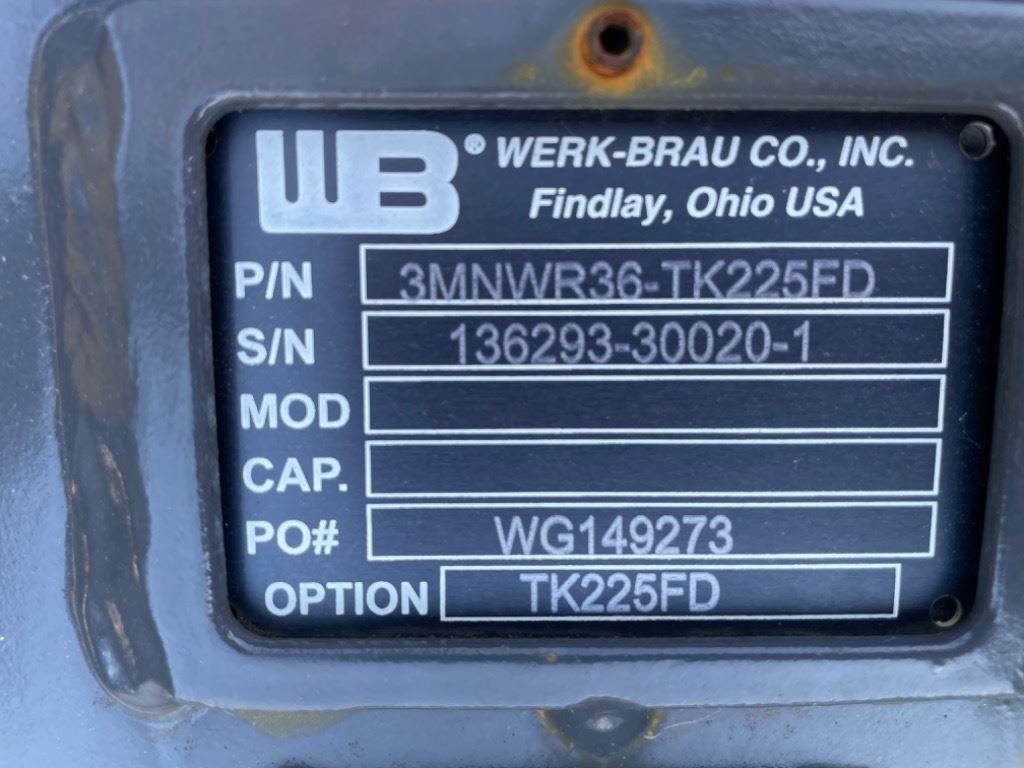 WB® WERK-BRAU CO., INC.
Findlay, Ohio USA
P/N 3MNWR36-TK225FD
S/N 136293-30020-1
MOD
CAP.
PO# WG149273
OPTION TK225FD